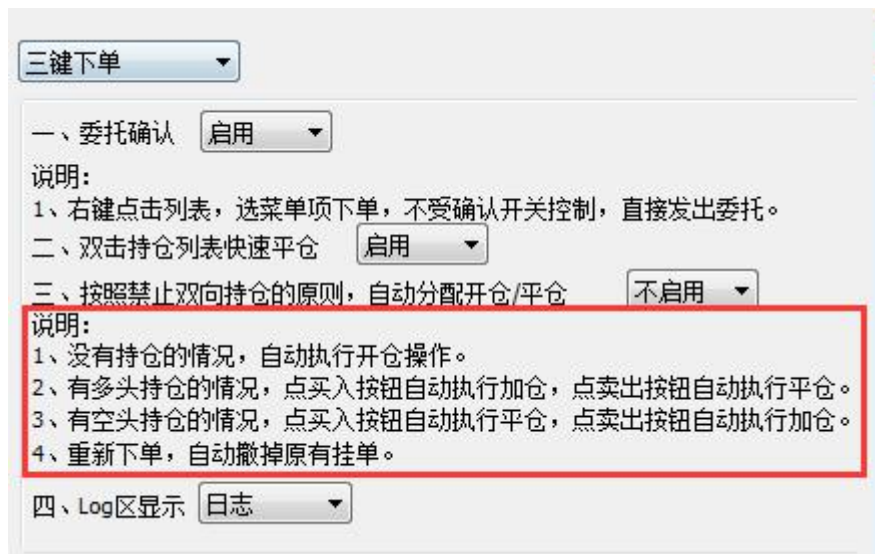 三键下单
一、委托确认 启用
说明:
1、右键点击列表，选菜单项下单，不受确认开关控制，直接发出委托。
二、双击持仓列表快速平仓 启用
三、按照禁止双向持仓的原则，自动分配开仓/平仓 不启用
说明:
1、没有持仓的情况，自动执行开仓操作。
2、有多头持仓的情况，点买入按钮自动执行加仓，点卖出按钮自动执行平仓。
3、有空头持仓的情况，点买入按钮自动执行平仓，点卖出按钮自动执行加仓。
4、重新下单，自动撤掉原有挂单。
四、Log区显示 日志